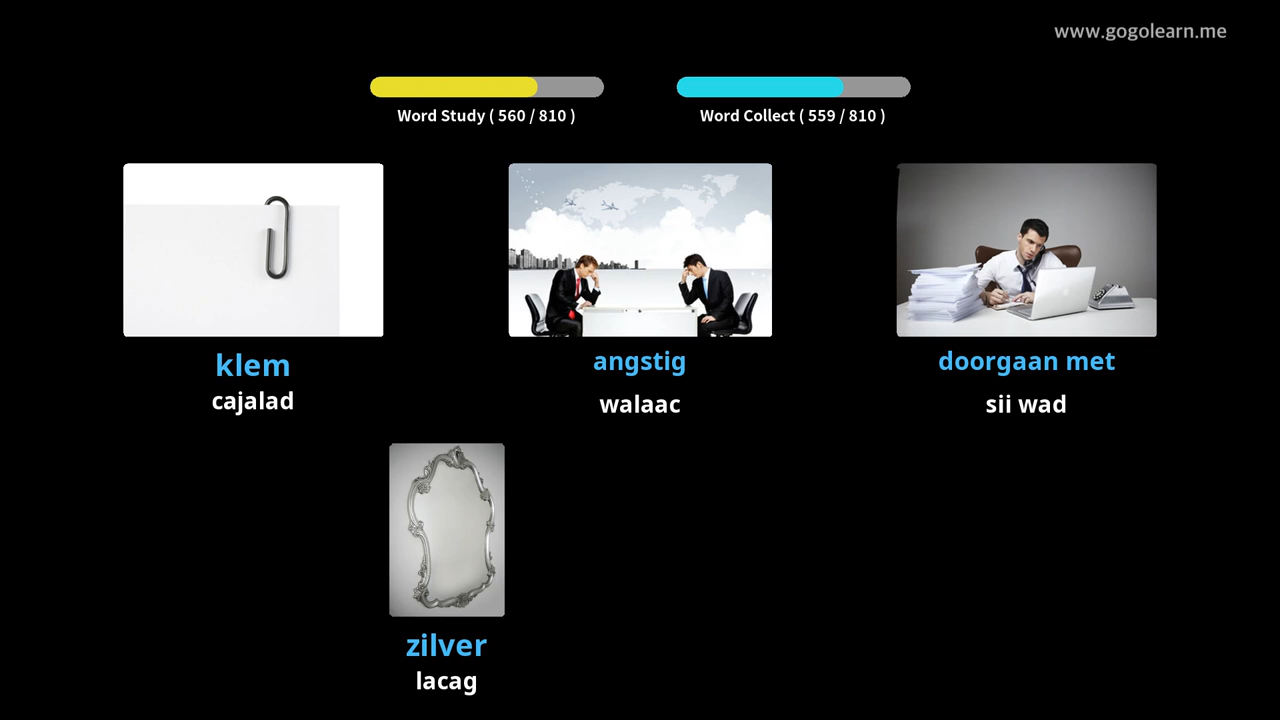 www.gogolearn.me
Word Study ( 560 / 810 )
Word Collect ( 559 / 810 )
klem
cajalad
angstig
walaac
doorgaan met
sii wad
zilver
lacag